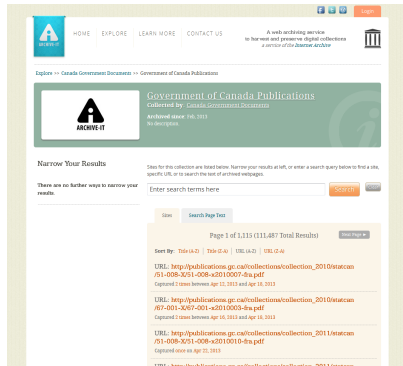 Login
HOME EXPLORE LEARN MORE CONTACT US
A web archiving service
to harvest and preserve digital collections
a service of the Internet Archive
ARCHIVE-IT
Explore >> Canada Government Documents >> Government of Canada Publications
Government of Canada Publications
Collected by: Canada Government Documents
Archived since: Feb, 2013
No description.
ARCHIVE-IT
Narrow Your Results
There are no further ways to narrow your
results.
Sites for this collection are listed below. Narrow your results at left, or enter a search query below to find a site,
specific URL or to search the text of archived webpages.
Enter search terms here
Search
Sites
Search Page Text
Page 1 of 1,115 (111,487 Total Results)
Next Page
Sort By: Title (A-Z) | Title (Z-A) | URL (A-Z) | URL (Z-A)
URL: http://publications.gc.ca/collections/collection_2010/statcan
/51-008-X/51-008-x2010007-fra.pdf
Captured 2 times between Apr 12, 2013 and Apr 18, 2013
URL: http://publications.gc.ca/collections/collection_2010/statcan
/67-001-X/67-001-x2010003-fra.pdf
Captured 2 times between Apr 16, 2013 and Apr 18, 2013
URL: http://publications.gc.ca/collections/collection_2011/statcan
/51-008-X/51-008-x2010010-fra.pdf
Captured once on Apr 21, 2013
URL: http://publications.gc.ca/collections/collection_2011/statcan